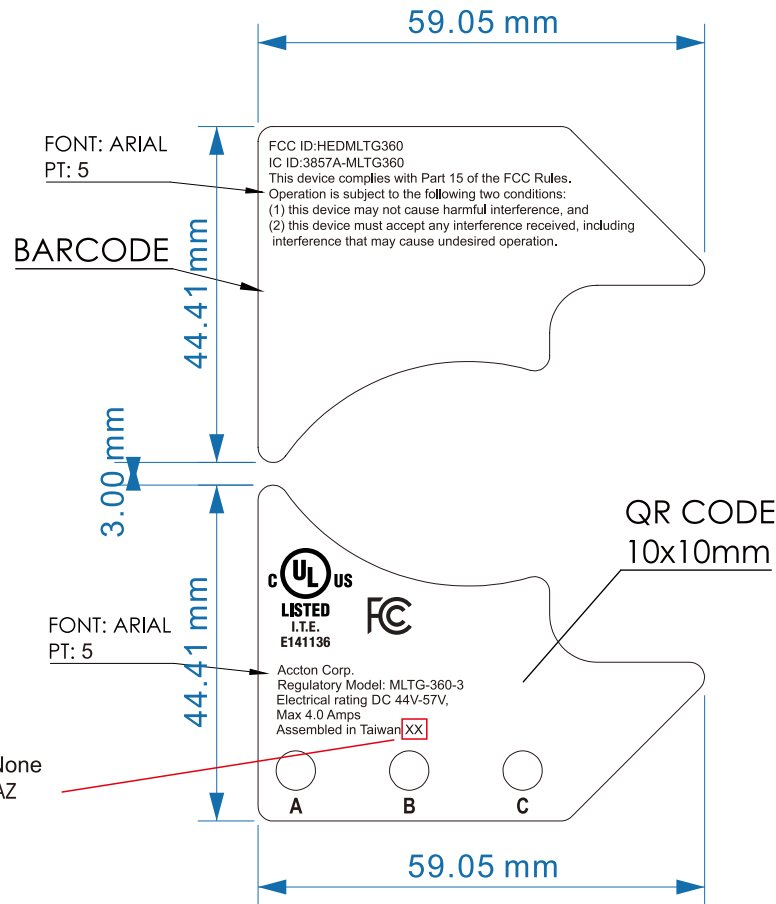 59.05 mm
FONT: ARIAL
PT: 5
FCC ID:HEDMLTG360
IC ID:3857A-MLTG360
This device complies with Part 15 of the FCC Rules.
Operation is subject to the following two conditions:
(1) this device may not cause harmful interference, and
(2) this device must accept any interference received, including
interference that may cause undesired operation.
BARCODE
44.41 mm
3.00 mm
QR CODE
10x10mm
C UL US
LISTED
I.T.E.
E141136
FC
FONT: ARIAL
PT: 5
44.41 mm
Accton Corp.
Regulatory Model: MLTG-360-3
Electrical rating DC 44V-57V,
Max 4.0 Amps
Assembled in Taiwan XX
None
AZ
A B C
59.05 mm